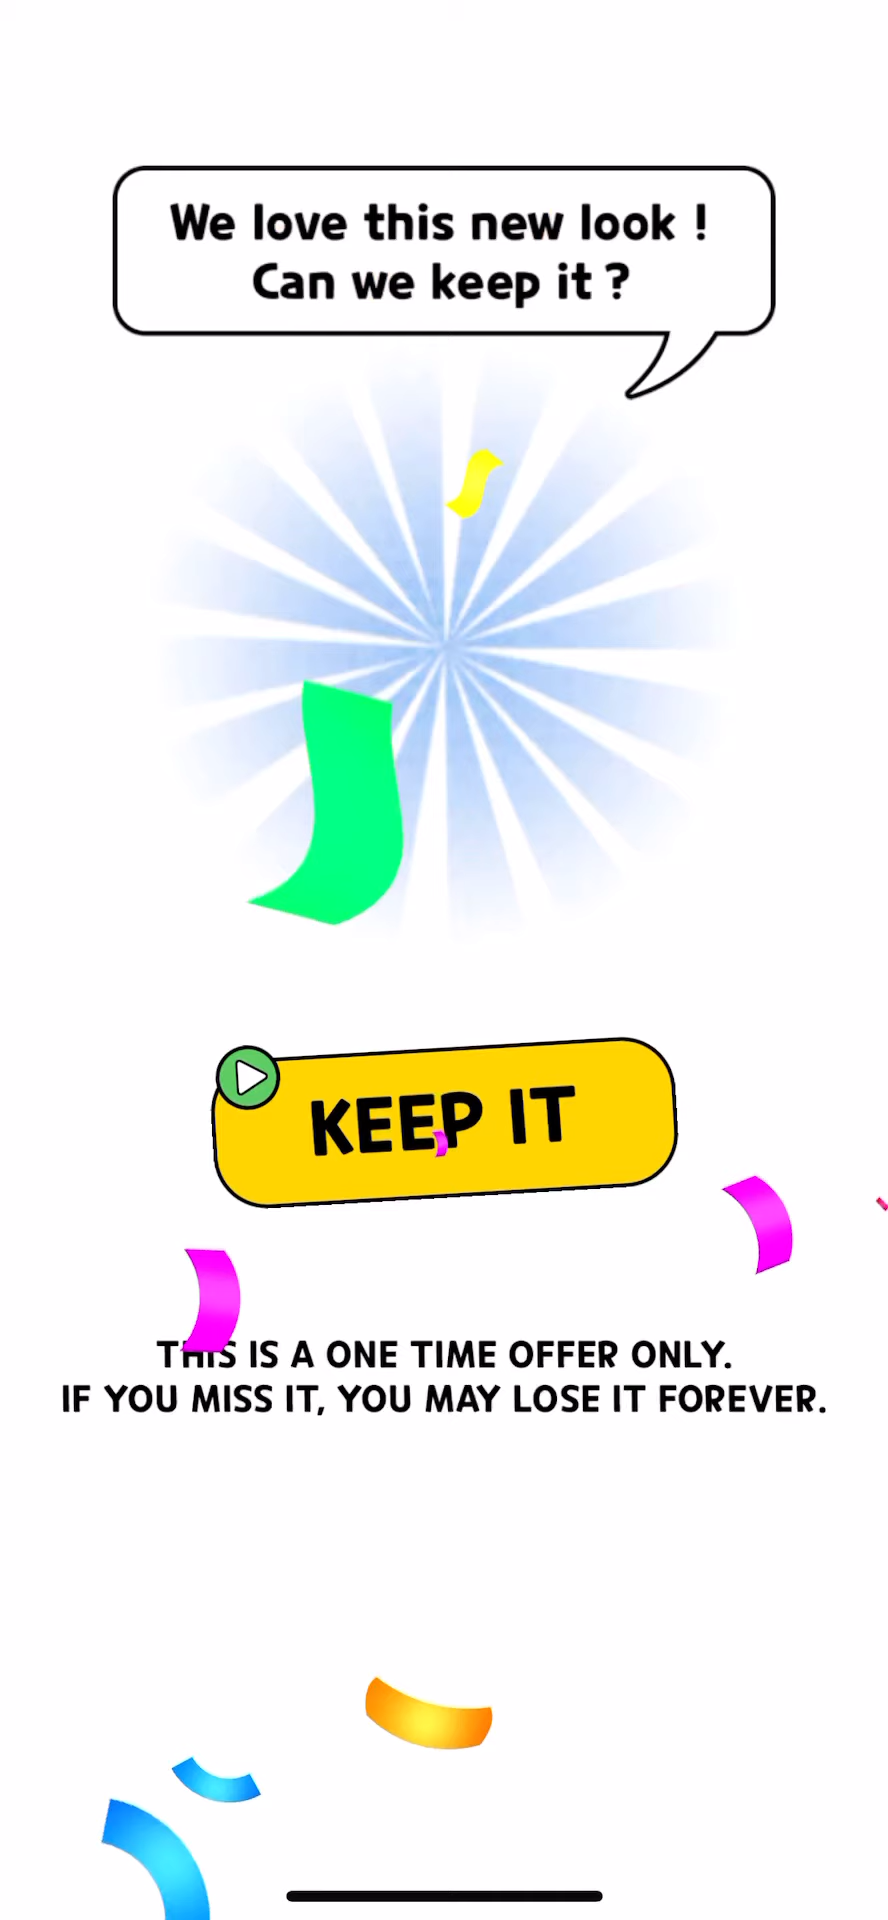 We love this new look !
Can we keep it ?
KEEP IT
THIS IS A ONE TIME OFFER ONLY.
IF YOU MISS IT, YOU MAY LOSE IT FOREVER.